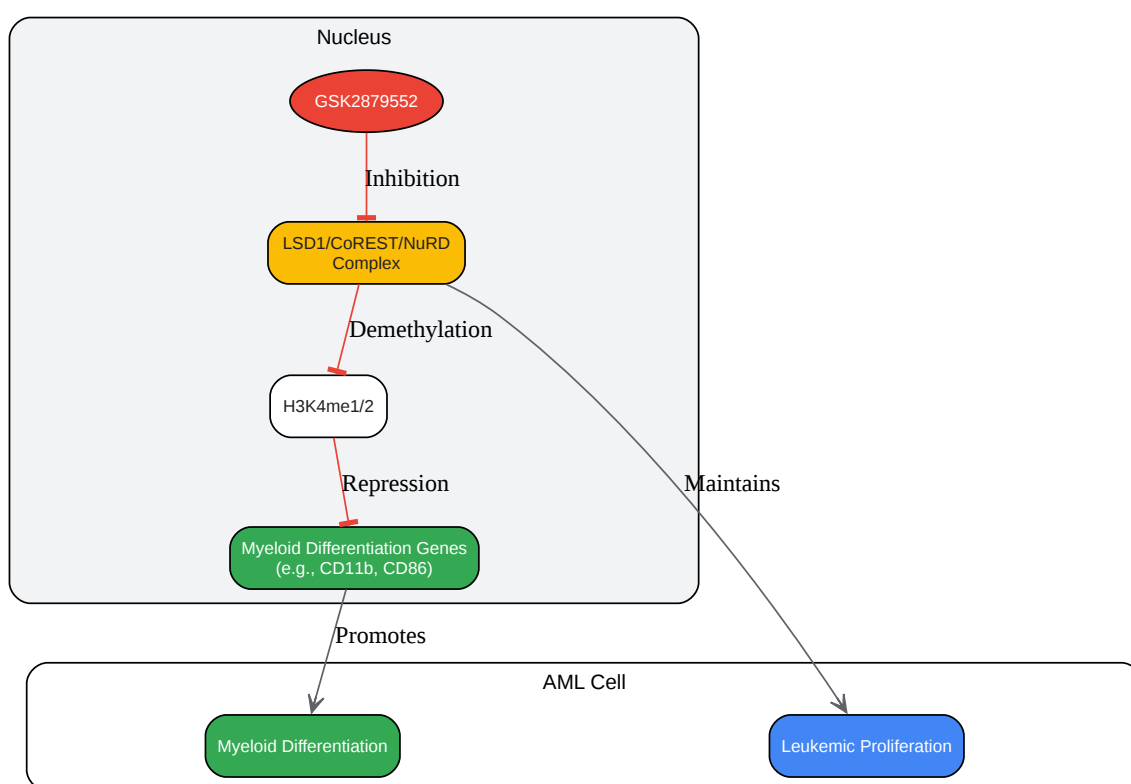 Nucleus
GSK2879552
Inhibition
LSD1/CoREST/NuRD
Complex
Demethylation
H3K4me1/2
Repression
Maintains
Myeloid Differentiation Genes
(e.g., CD11b, CD86)
Promotes
AML Cell
Myeloid Differentiation
Leukemic Proliferation